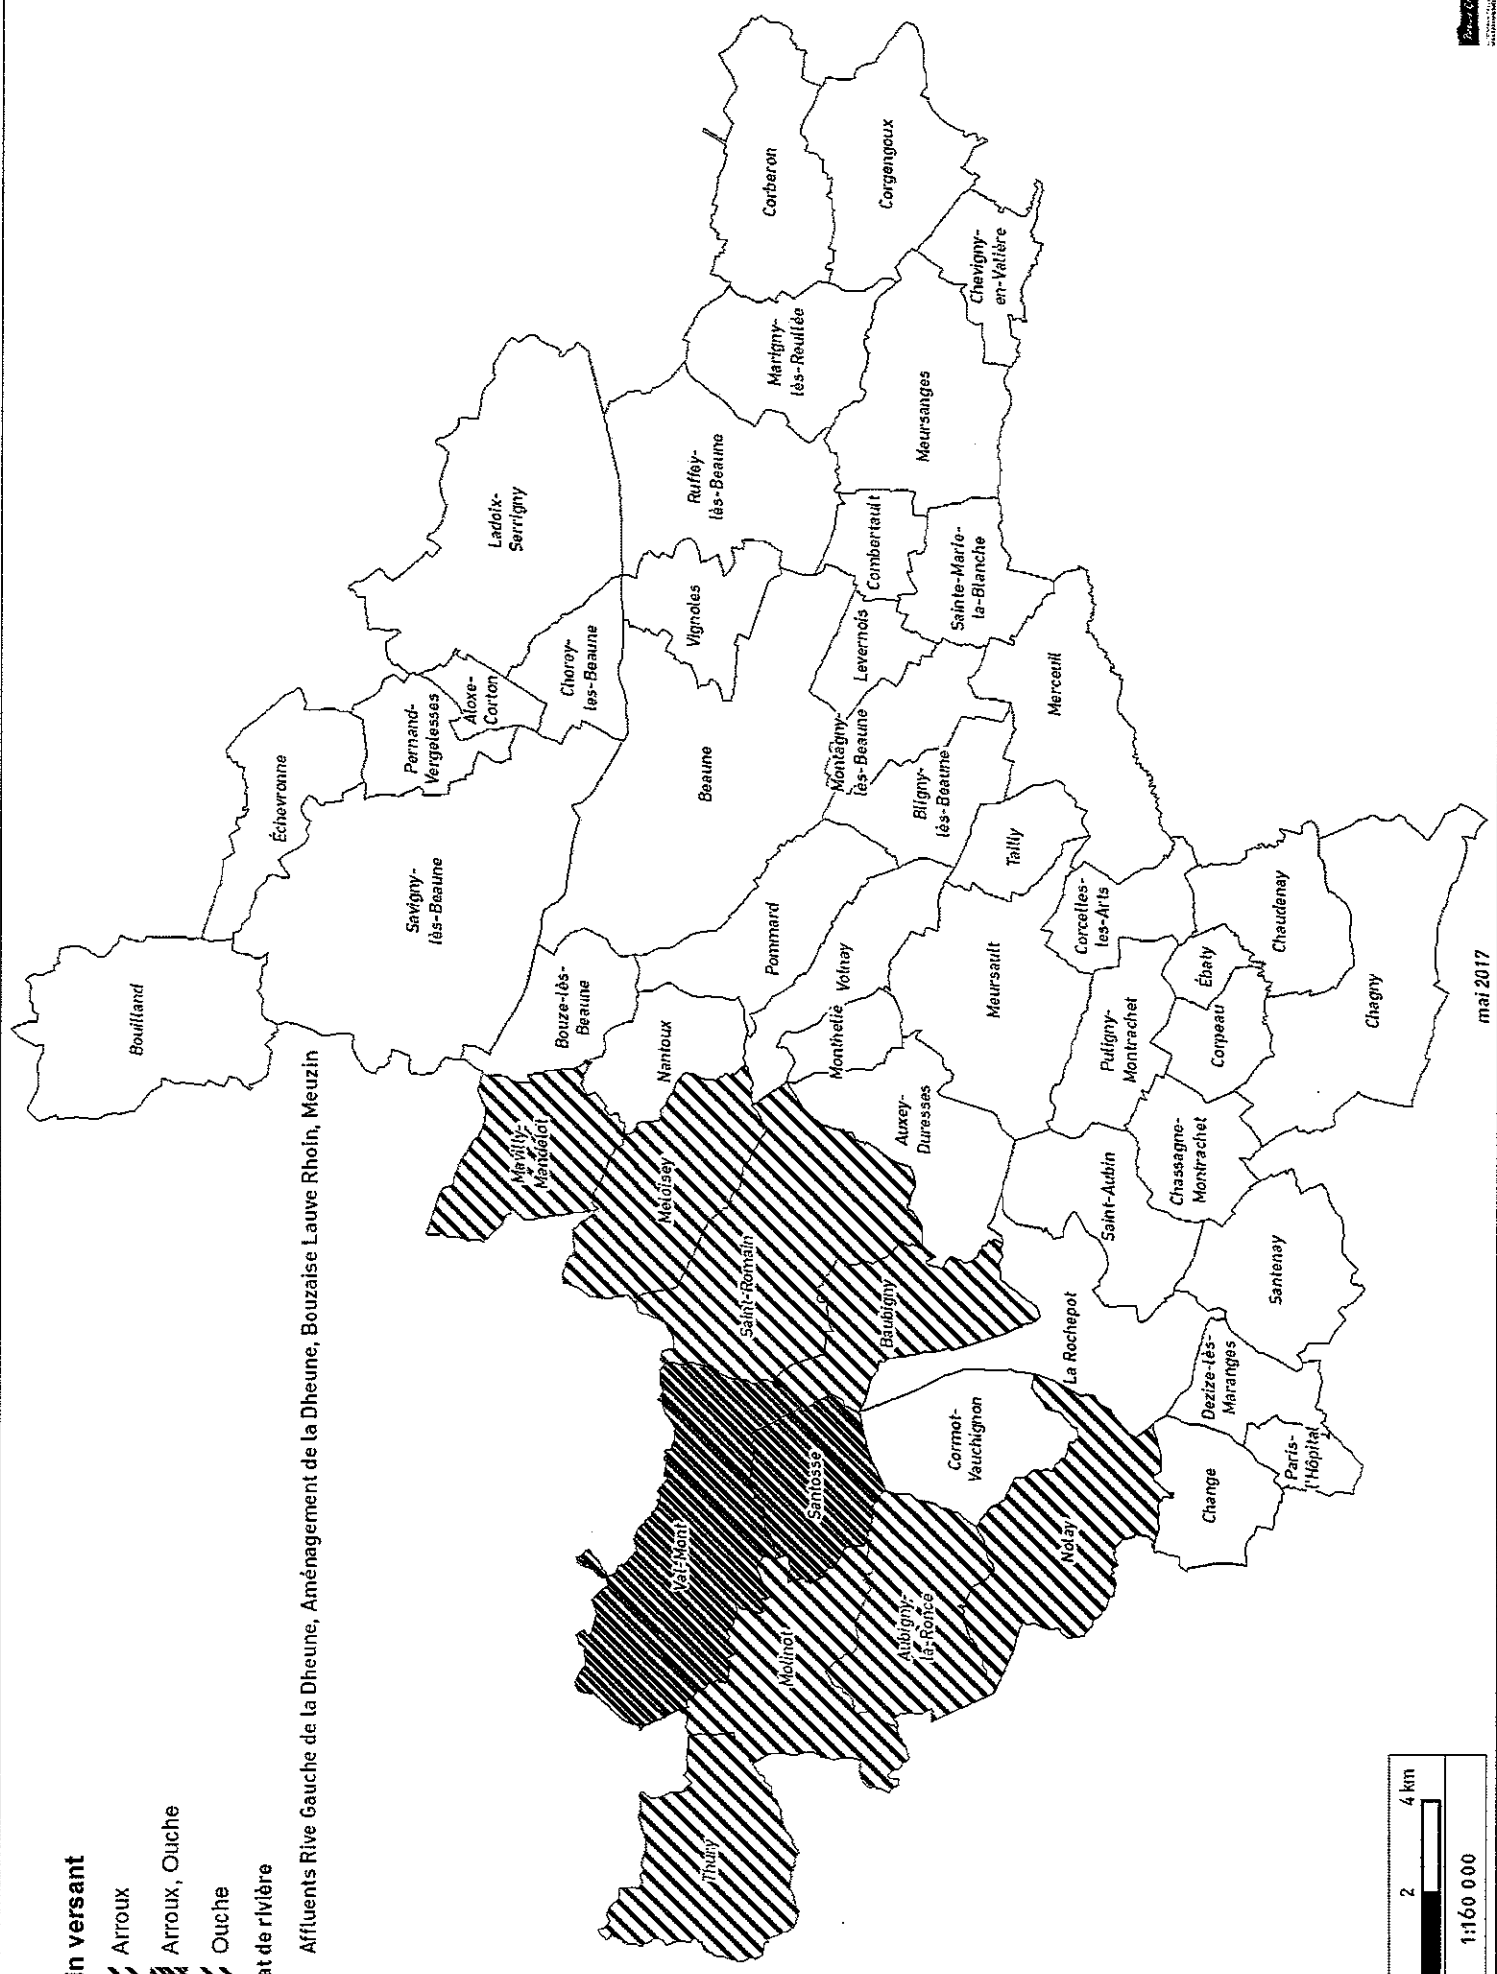 n versant
Arroux
Arroux, Ouche
Ouche
at de rivière
Affluents Rive Gauche de la Dheune, Aménagement de la Dheune, Bouzaise Lauve Rhoin, Meuzin
Bouilland
Échevronne
Savigny-
lès-Beaune
Pernand-
Vergelesses
Aloxe-
Corton
Ladoix-
Serrigny
Chorey-
les-Beaune
Bouze-lès-
Beaune
Mavilly-
Mandelot
Nantoux
Meloisey
Beaune
Vignoles
Ruffey-
lès-Beaune
Corberon
Marigny-
lès-Reullée
Corgengoux
Pommard
Volnay
Monthelie
Saint-Romain
Val-Mont
Thury
Molinot
Santosse
Baubigny
Auxey-
Duresses
Montagny-
lès-Beaune
Levernois
Combertault
Meursanges
Chevigny-
en-Valière
Sainte-Marie-
la-Blanche
Bligny-
lès-Beaune
Tailly
Merceuil
Meursault
Cormot-
Vauchignon
Aubigny-
la-Ronce
Nolay
La Rochepot
Saint-Aubin
Puligny-
Montrachet
Corcelles-
les-Arts
Ébaty
Corpeau
Chassagne-
Montrachet
Chaudenay
Chagny
Santenay
Dezize-lès-
Maranges
Change
Paris-
l'Hôpital
2
4 km
1:160 000
mai 2017